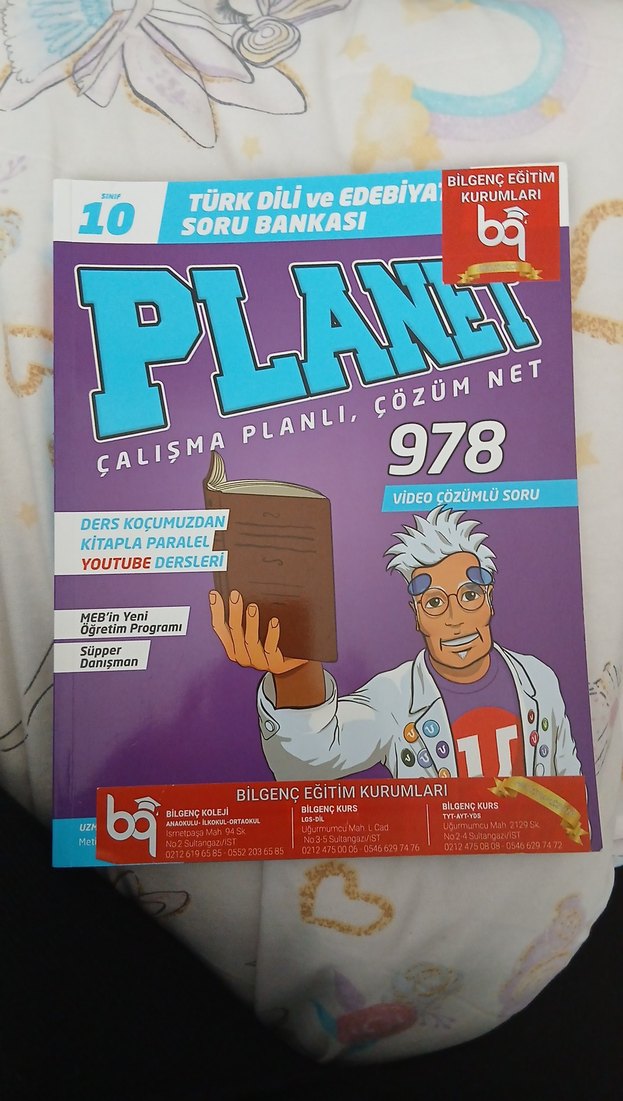 SINIF
10
TÜRK DİLİ ve EDEBİYAT
SORU BANKASI
BİLGENÇ EĞİTİM
KURUMLARI
bg
PLANET
ÇALIŞMA PLANLI, ÇÖZÜM NET
978
VİDEO ÇÖZÜMLÜ SORU
DERS KOÇUMUZDAN
KİTAPLA PARALEL
YOUTUBE DERSLERİ
MEB'in Yeni
Öğretim Programı
Süpper
Danışman
BİLGENÇ EĞİTİM KURUMLARI
bg
BİLGENÇ KOLEJİ
ANAOKULU- İLKOKUL-ORTAOKUL
İsmetpaşa Mah. 94 Sk.
No:2 Sultangazi/İST
0212 619 65 85 - 0552 203 65 85
BİLGENÇ KURS
LGS-DİL
Uğurmumcu Mah. L Cad.
No:3-5 Sultangazi/İST
0212 475 00 06 - 0546 629 74 76
BİLGENÇ KURS
TYT-AYT-YDS
Uğurmumcu Mah. 2129 Sk.
No:2-4 Sultangazi/İST
0212 475 08 08 - 0546 629 74 72